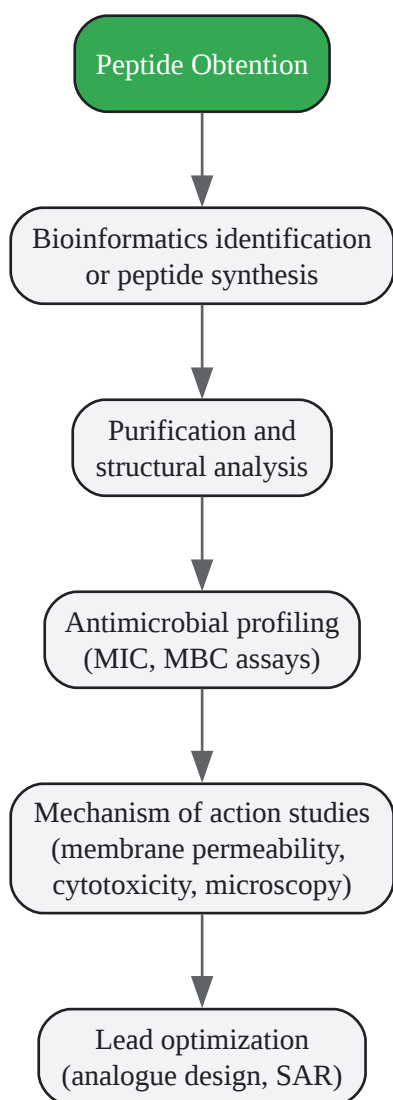 Peptide Obtention
Bioinformatics identification
or peptide synthesis
Purification and
structural analysis
Antimicrobial profiling
(MIC, MBC assays)
Mechanism of action studies
(membrane permeability,
cytotoxicity, microscopy)
Lead optimization
(analogue design, SAR)